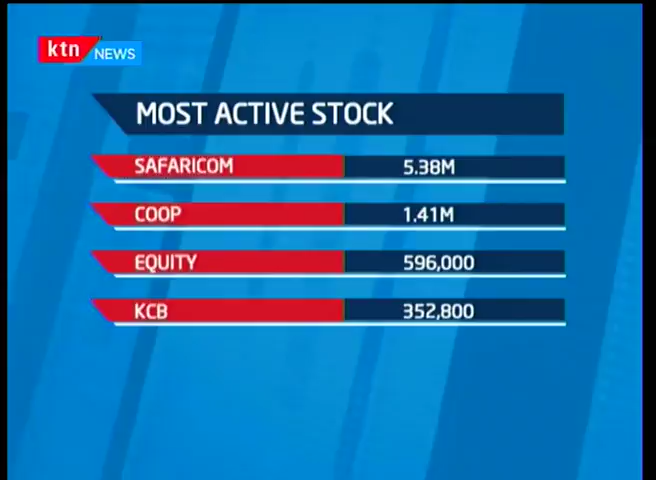 ktn NEWS
MOST ACTIVE STOCK
SAFARICOM 5.38M
COOP 1.41M
EQUITY 596,000
KCB 352,800